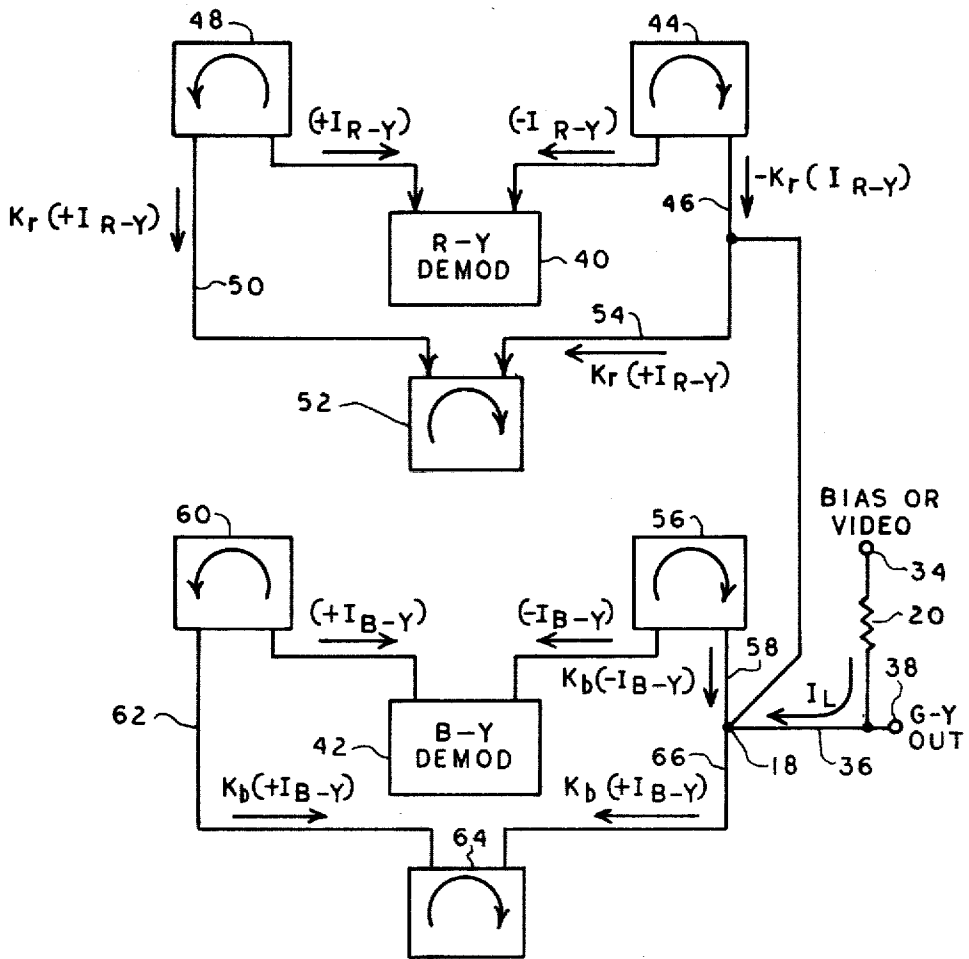 48
44
(+I R-Y)
(-I R-Y)
-Kr(I R-Y)
Kr(+I R-Y)
46
R-Y
DEMOD
40
50
54
Kr(+I R-Y)
52
60
56
BIAS OR
VIDEO
34
(+I B-Y)
(-I B-Y)
20
58
38
Kb(-I B-Y)
IL
G-Y
OUT
62
B-Y
DEMOD
42
66
18
36
Kb(+I B-Y)
Kb(+I B-Y)
64